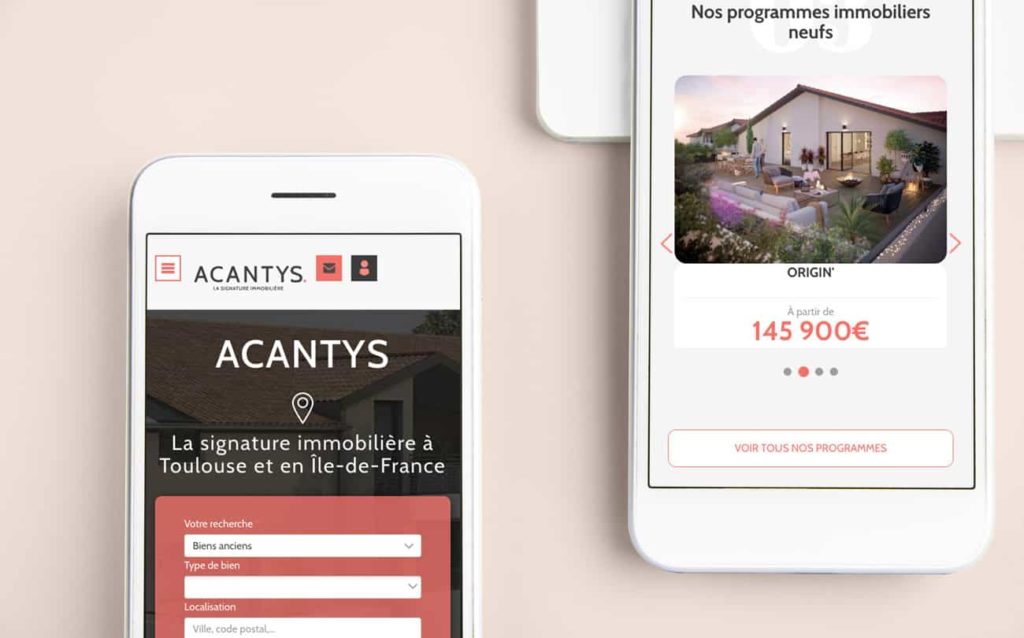 ACANTYS.
LA SIGNATURE IMMOBILIÈRE
ACANTYS
La signature immobilière à
Toulouse et en Île-de-France
Votre recherche
Biens anciens
Type de bien
Localisation
Ville, code postal,...
03
Nos programmes immobiliers
neufs
ORIGIN'
À partir de
145 900€
VOIR TOUS NOS PROGRAMMES